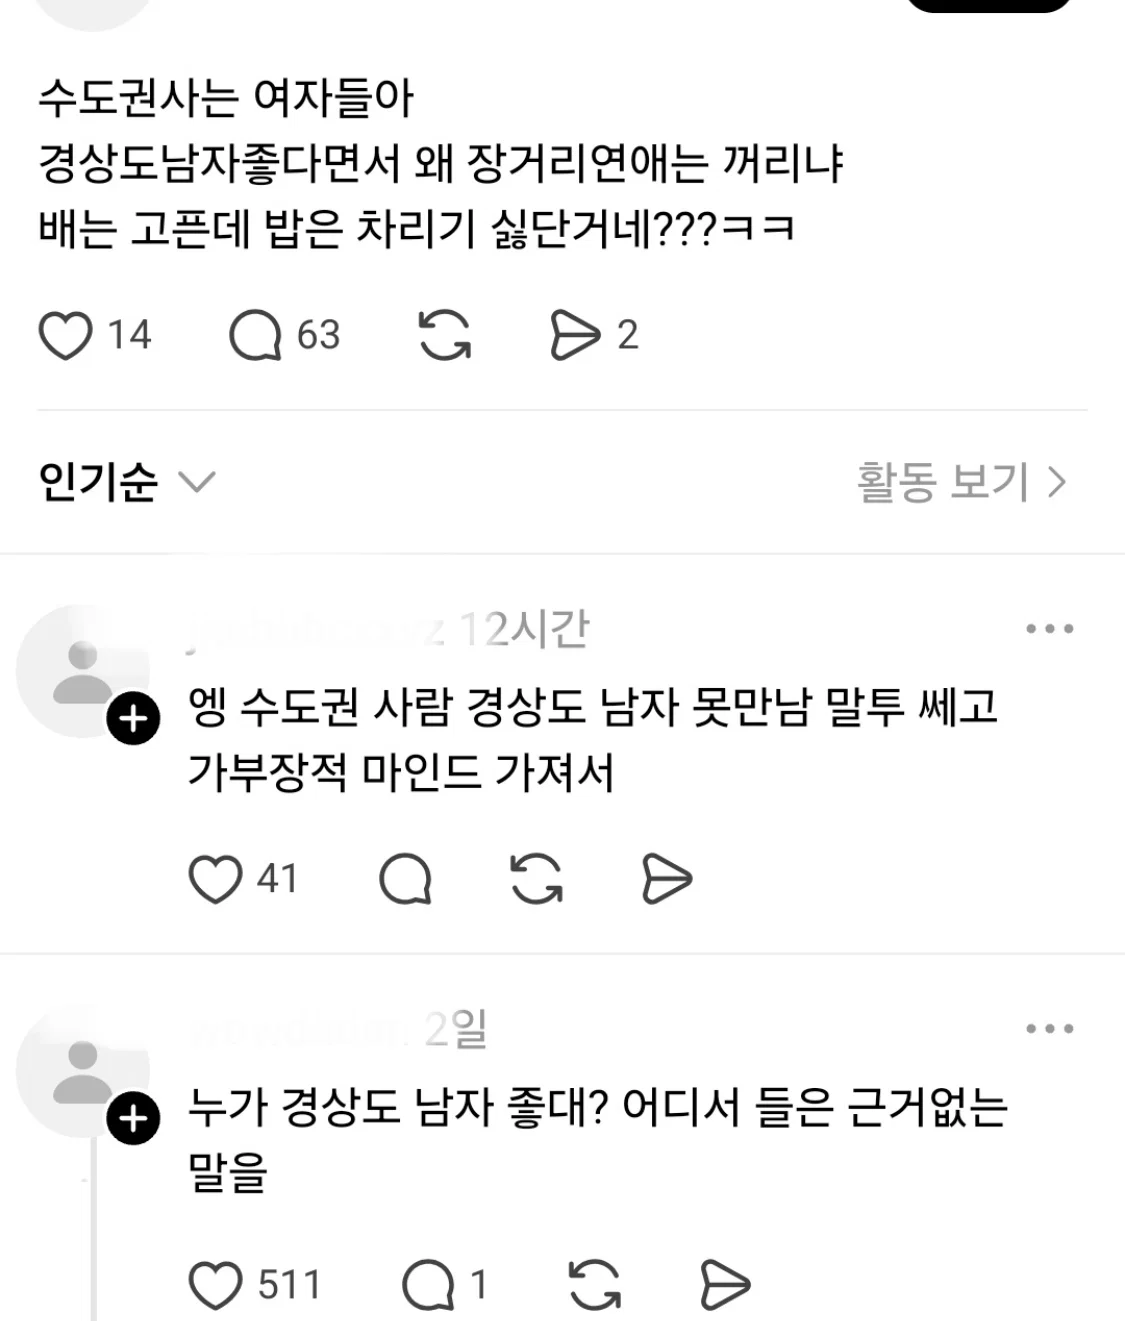 수도권사는 여자들아
경상도남자좋다면서 왜 장거리연애는 꺼리냐
배는 고픈데 밥은 차리기 싫단거네???ㅋㅋ
14 63 2
인기순 활동 보기
12시간
엥 수도권 사람 경상도 남자 못만남 말투 쎄고
가부장적 마인드 가져서
41
2일
누가 경상도 남자 좋대? 어디서 들은 근거없는
말을
511 1